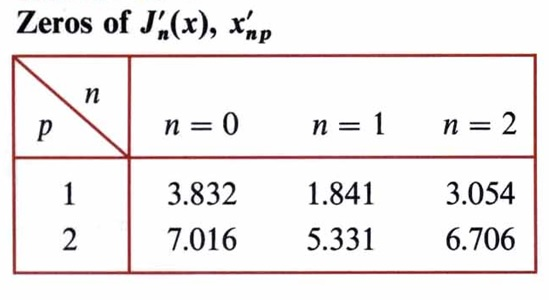 Zeros of J′ₙ(x), x′ₙₚ
n
p
n = 0 n = 1 n = 2
1 3.832 1.841 3.054
2 7.016 5.331 6.706